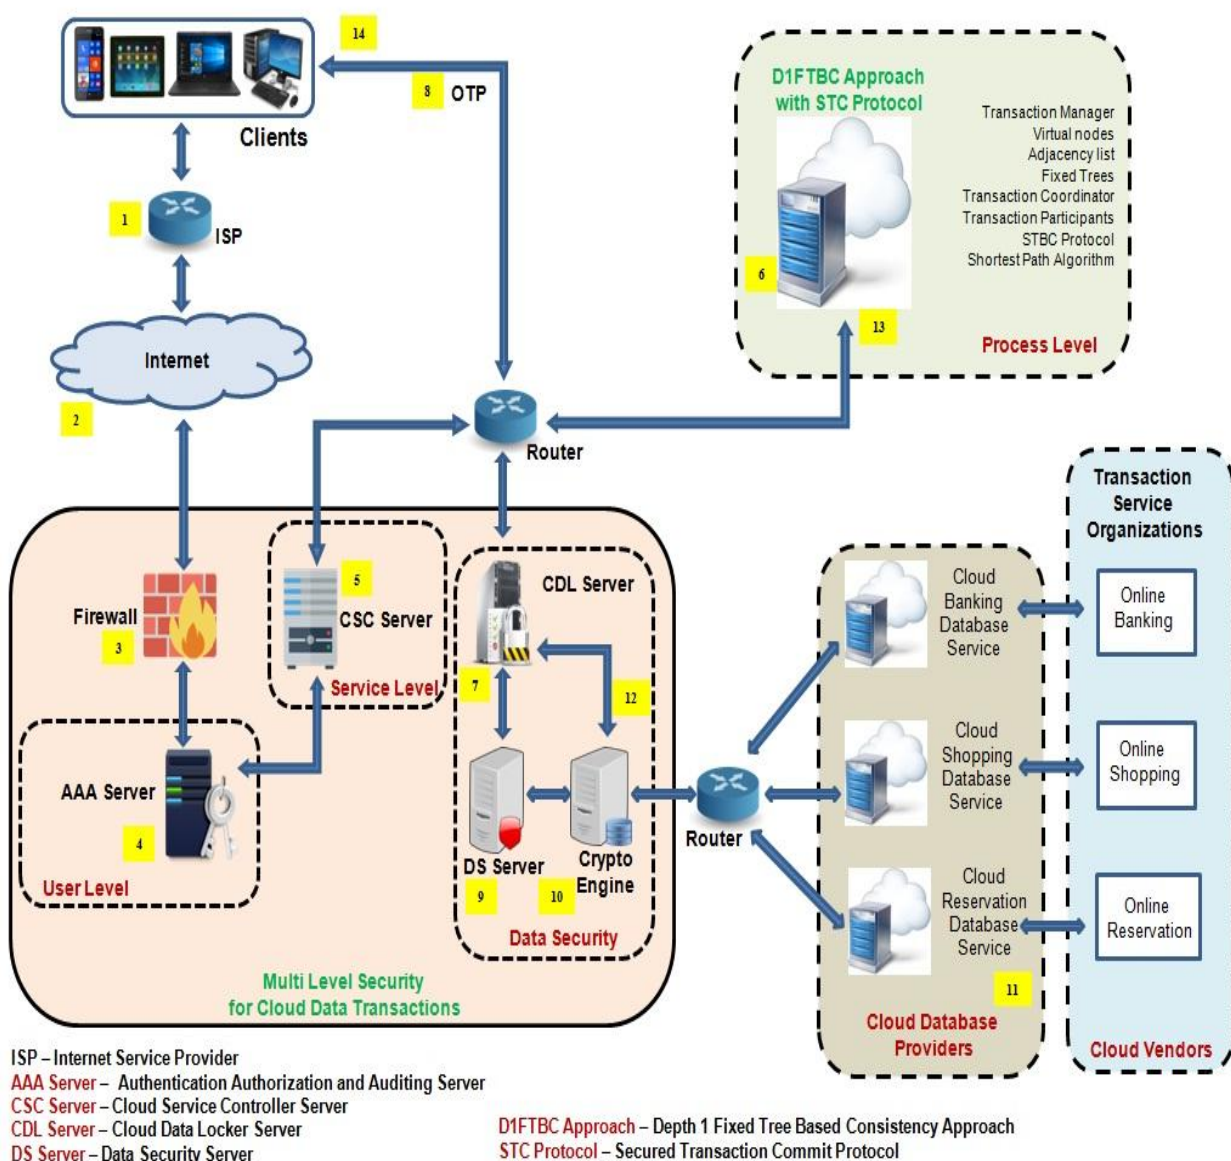 14
8
OTP
Clients
1
ISP
Internet
2
Router
D1FTBC Approach
with STC Protocol
Transaction Manager
Virtual nodes
Adjacency list
Fixed Trees
Transaction Coordinator
Transaction Participants
STBC Protocol
Shortest Path Algorithm
6
13
Process Level
Firewall
3
5
CSC Server
Service Level
CDL Server
7
12
AAA Server
4
User Level
DS Server
9
Crypto
Engine
10
Data Security
Multi Level Security
for Cloud Data Transactions
Router
Cloud
Banking
Database
Service
Cloud
Shopping
Database
Service
Cloud
Reservation
Database
Service
11
Cloud Database
Providers
Transaction
Service
Organizations
Online
Banking
Online
Shopping
Online
Reservation
Cloud Vendors
ISP – Internet Service Provider
AAA Server – Authentication Authorization and Auditing Server
CSC Server – Cloud Service Controller Server
CDL Server – Cloud Data Locker Server
DS Server – Data Security Server
D1FTBC Approach – Depth 1 Fixed Tree Based Consistency Approach
STC Protocol – Secured Transaction Commit Protocol